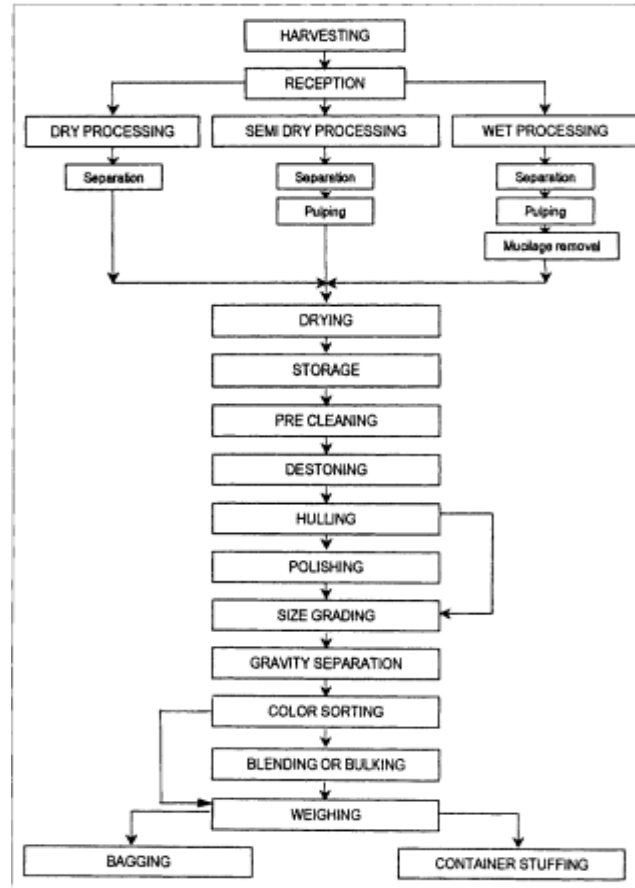 HARVESTING
RECEPTION
DRY PROCESSING
SEMI DRY PROCESSING
WET PROCESSING
Separation
Separation
Separation
Pulping
Pulping
Mucilage removal
DRYING
STORAGE
PRE CLEANING
DESTONING
HULLING
POLISHING
SIZE GRADING
GRAVITY SEPARATION
COLOR SORTING
BLENDING OR BULKING
WEIGHING
BAGGING
CONTAINER STUFFING